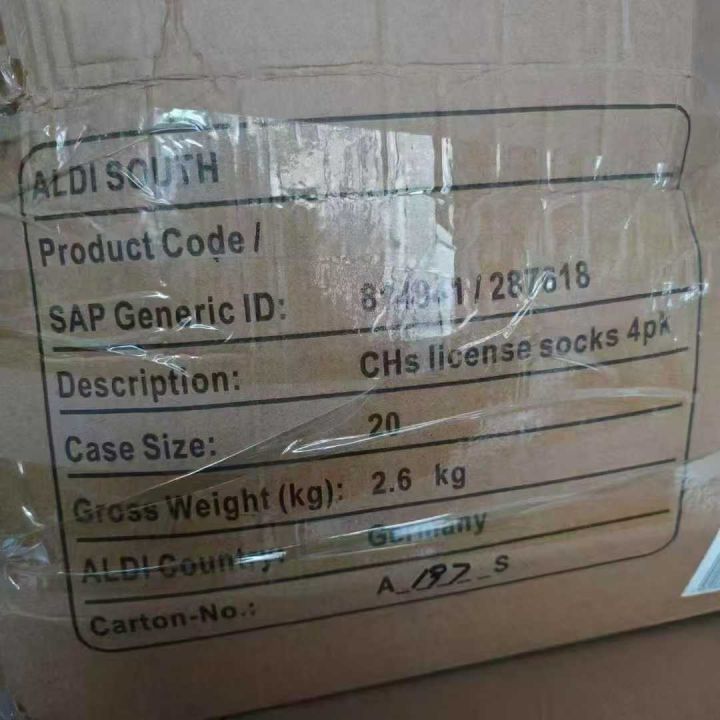 ALDI SOUTH
Product Code /
SAP Generic ID: / 287618
Description: CHs license socks 4pk
Case Size: 20
Gross Weight (kg): 2.6 kg
ALDI Country: Germany
Carton-No.: A_197_S